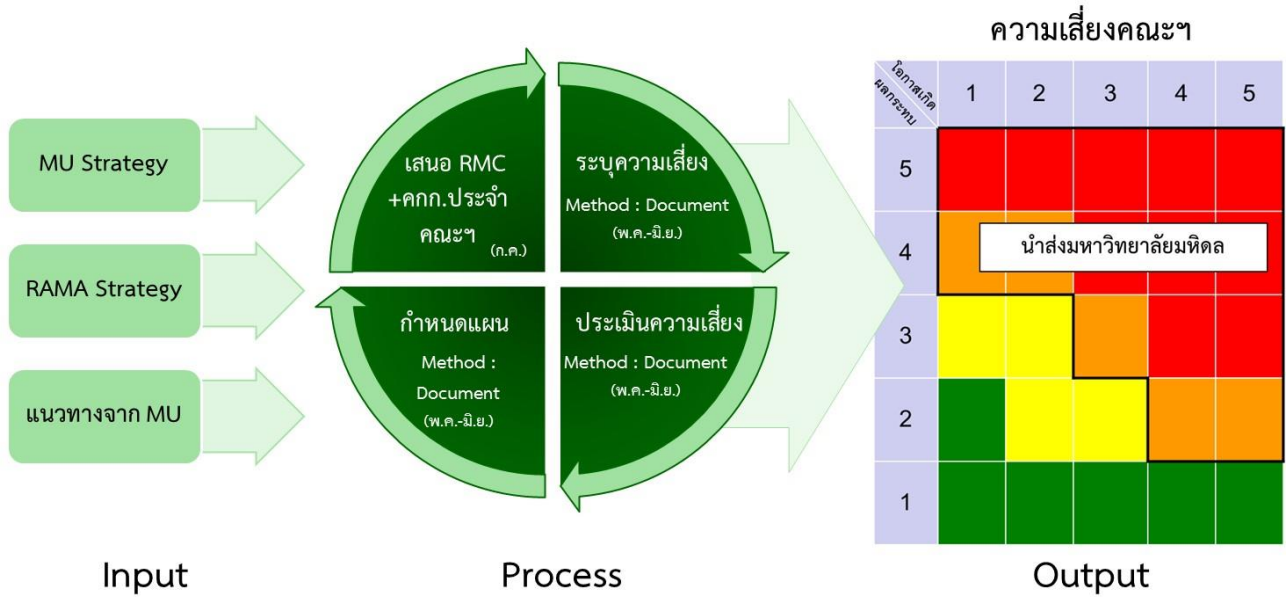 MU Strategy
RAMA Strategy
แนวทางจาก MU
Input
เสนอ RMC
+คกก.ประจำ
คณะฯ
(ก.ค.)
ระบุความเสี่ยง
Method : Document
(พ.ค.-มิ.ย.)
กำหนดแผน
Method :
Document
(พ.ค.-มิ.ย.)
ประเมินความเสี่ยง
Method : Document
(พ.ค.-มิ.ย.)
Process
ความเสี่ยงคณะฯ
โอกาสเกิด
ผลกระทบ
1 2 3 4 5
5
4
นำส่งมหาวิทยาลัยมหิดล
3
2
1
Output